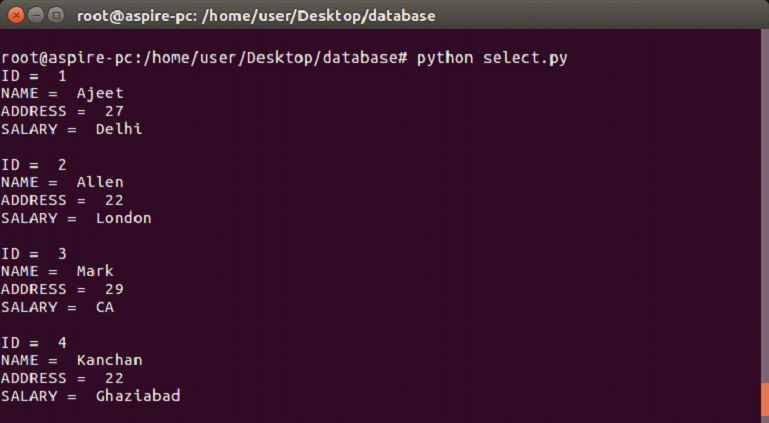 root@aspire-pc: /home/user/Desktop/database
root@aspire-pc:/home/user/Desktop/database# python select.py
ID =  1
NAME =  Ajeet
ADDRESS =  27
SALARY =  Delhi

ID =  2
NAME =  Allen
ADDRESS =  22
SALARY =  London

ID =  3
NAME =  Mark
ADDRESS =  29
SALARY =  CA

ID =  4
NAME =  Kanchan
ADDRESS =  22
SALARY =  Ghaziabad